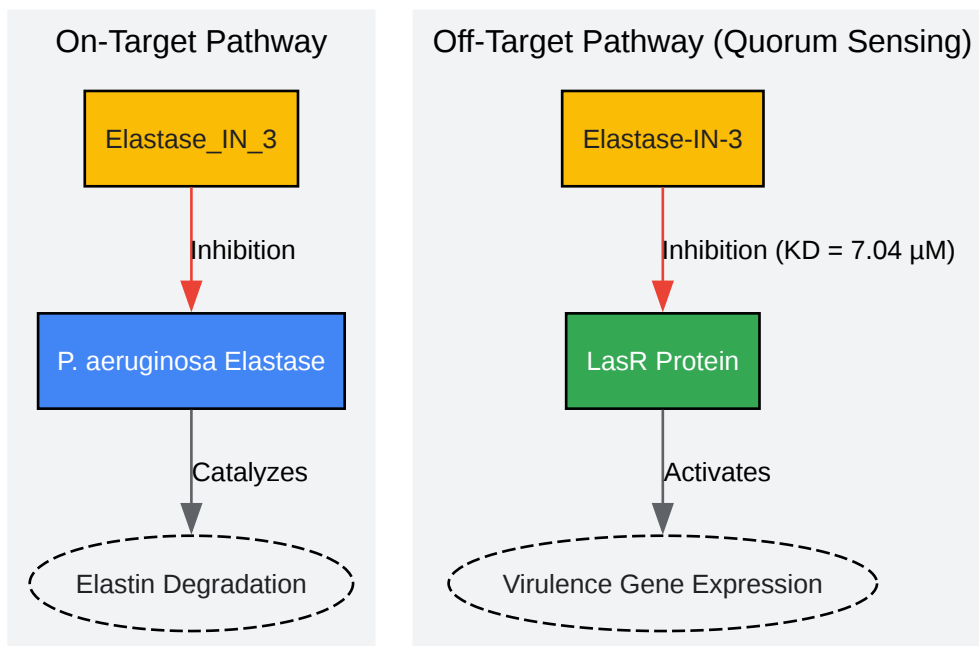 On-Target Pathway
Elastase_IN_3
Inhibition
P. aeruginosa Elastase
Catalyzes
Elastin Degradation
Off-Target Pathway (Quorum Sensing)
Elastase-IN-3
Inhibition (KD = 7.04 µM)
LasR Protein
Activates
Virulence Gene Expression